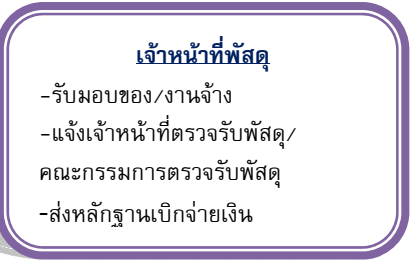 เจ้าหน้าที่พัสดุ
-รับมอบของ/งานจ้าง
-แจ้งเจ้าหน้าที่ตรวจรับพัสดุ/
คณะกรรมการตรวจรับพัสดุ
-ส่งหลักฐานเบิกจ่ายเงิน